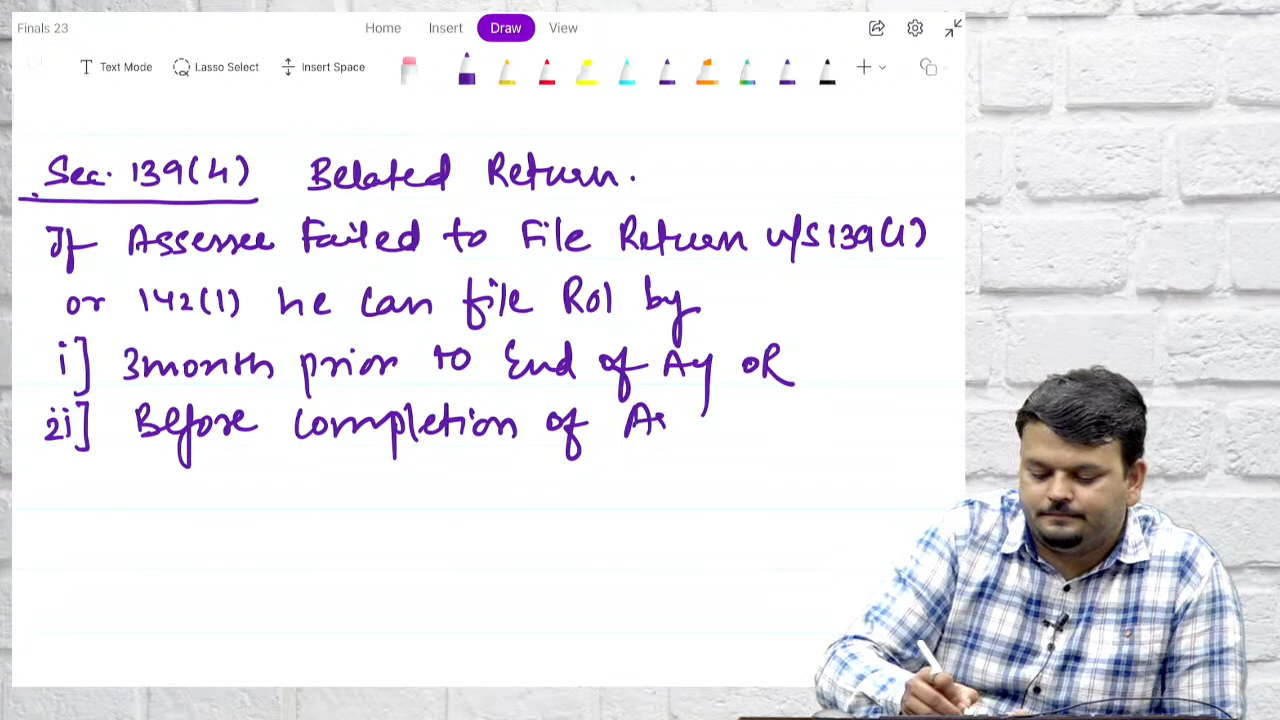 Finals 23
Home Insert Draw View
Text Mode Lasso Select Insert Space
Sec. 139(4) Belated Return.
If Assessee Failed to File Return u/s 139(1)
or 142(1) he can file RoI by
i] 3month prior to End of Ay oR
ii] Before completion of As